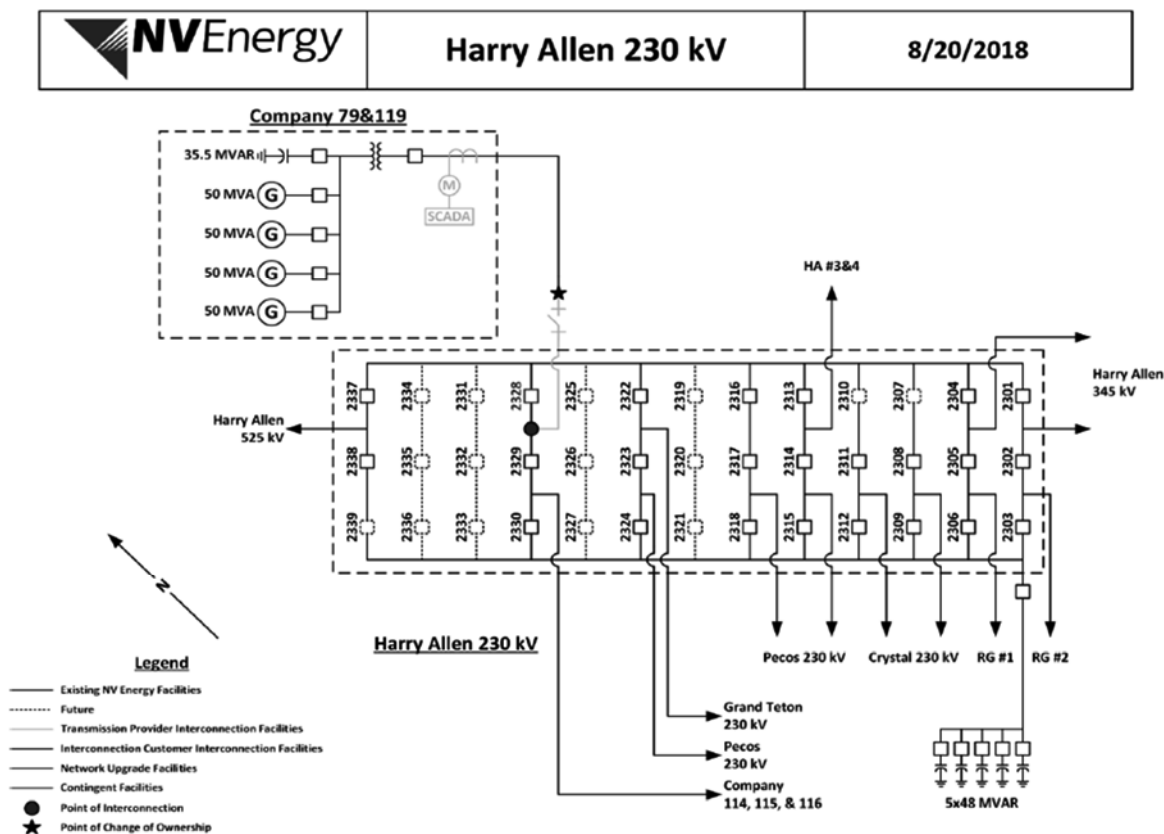 NVEnergy
Harry Allen 230 kV
8/20/2018
Company 79&119
35.5 MVAR
50 MVA G
50 MVA G
50 MVA G
50 MVA G
M
SCADA
HA #3&4
Harry Allen
345 kV
Harry Allen
525 kV
2337 2334 2331 2328 2325 2322 2319 2316 2313 2310 2307 2304 2301
2338 2335 2332 2329 2326 2323 2320 2317 2314 2311 2308 2305 2302
2339 2336 2333 2330 2327 2324 2321 2318 2315 2312 2309 2306 2303
N
Harry Allen 230 kV
Pecos 230 kV
Crystal 230 kV
RG #1
RG #2
Grand Teton
230 kV
Pecos
230 kV
Company
114, 115, & 116
5x48 MVAR
Legend
Existing NV Energy Facilities
Future
Transmission Provider Interconnection Facilities
Interconnection Customer Interconnection Facilities
Network Upgrade Facilities
Contingent Facilities
Point of Interconnection
Point of Change of Ownership